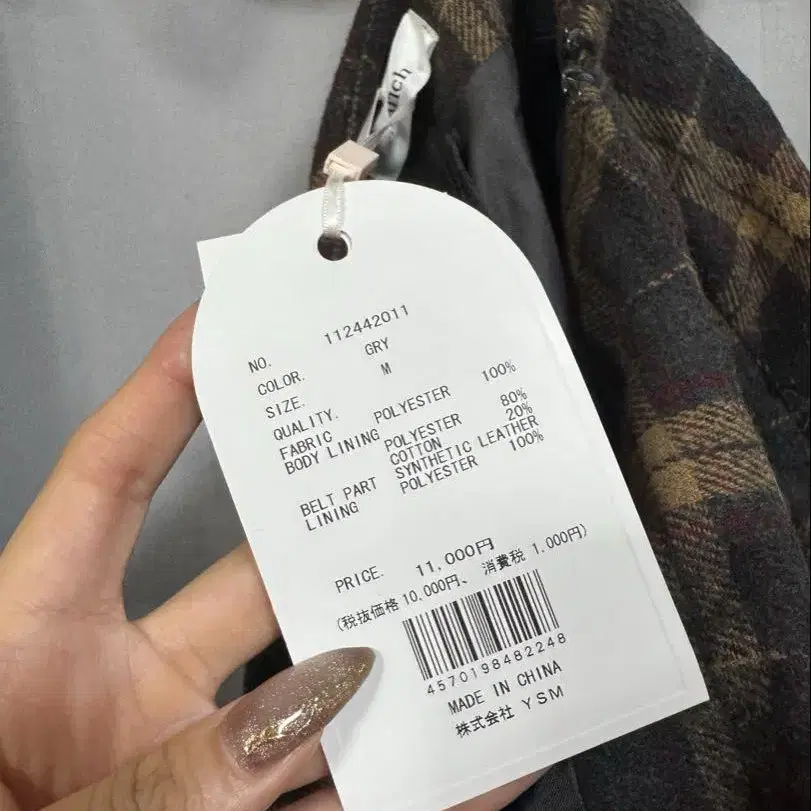 NO. 112442011
COLOR. GRY
SIZE. M
QUALITY.
FABRIC POLYESTER 100%
BODY LINING POLYESTER 80%
COTTON 20%
BELT PART SYNTHETIC LEATHER
LINING POLYESTER 100%
PRICE. 11,000円
(税抜価格 10,000円、 消費税 1,000円)
4570198482248
MADE IN CHINA
株式会社 YSM